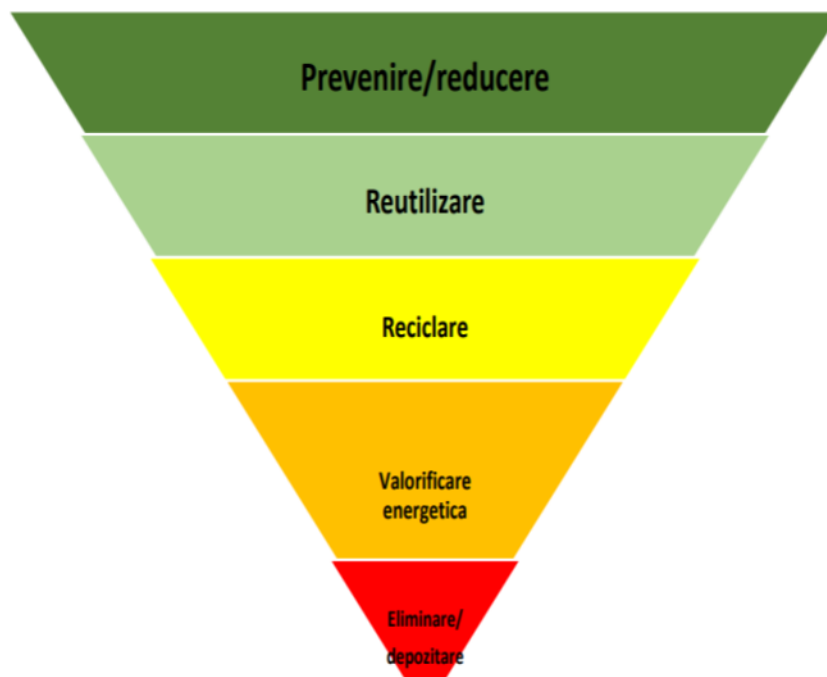 Prevenire/reducere
Reutilizare
Reciclare
Valorificare
energetica
Eliminare/
depozitare